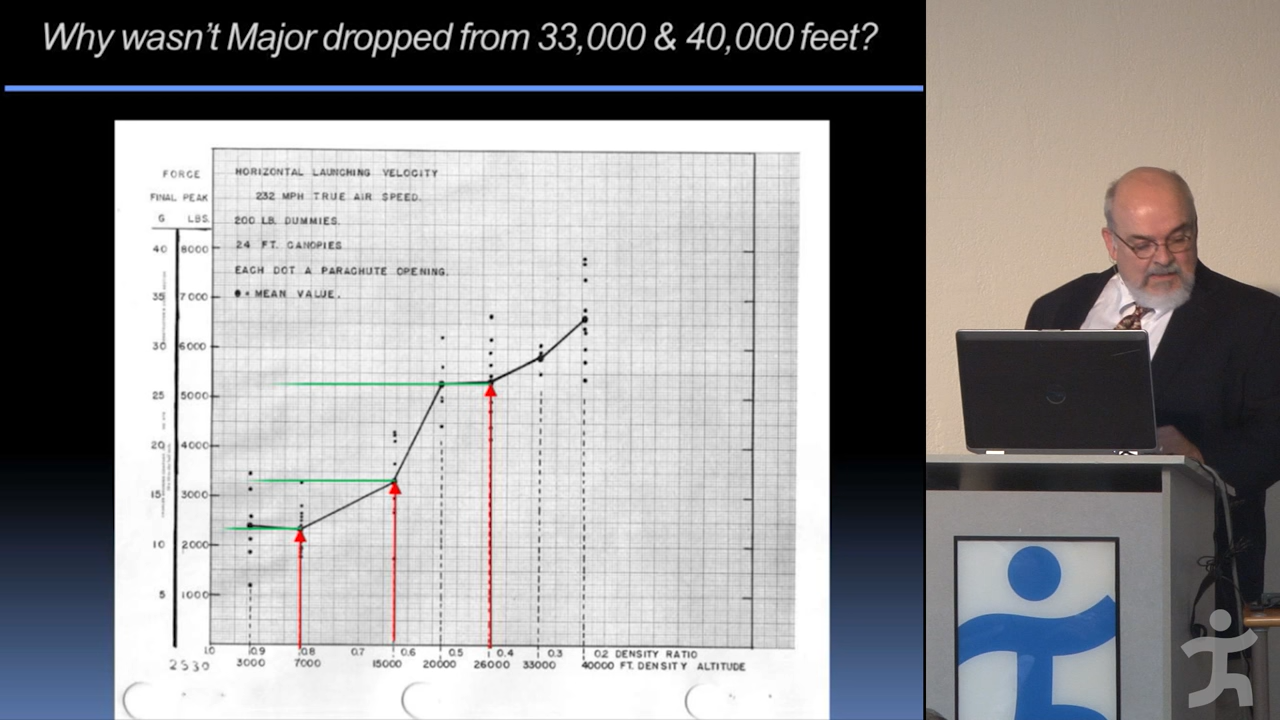 Why wasn't Major dropped from 33,000 & 40,000 feet?
FORCE
FINAL PEAK
G LBS.
HORIZONTAL LAUNCHING VELOCITY
232 MPH TRUE AIR SPEED.
200 LB. DUMMIES.
24 FT. CANOPIES
EACH DOT A PARACHUTE OPENING.
• = MEAN VALUE.
40 8000
35 7000
30 6000
25 5000
20 4000
15 3000
10 2000
5 1000
1.0 0.9 0.8 0.7 0.6 0.5 0.4 0.3 0.2 DENSITY RATIO
3000 7000 15000 20000 26000 33000 40000 FT. DENSITY ALTITUDE
2530